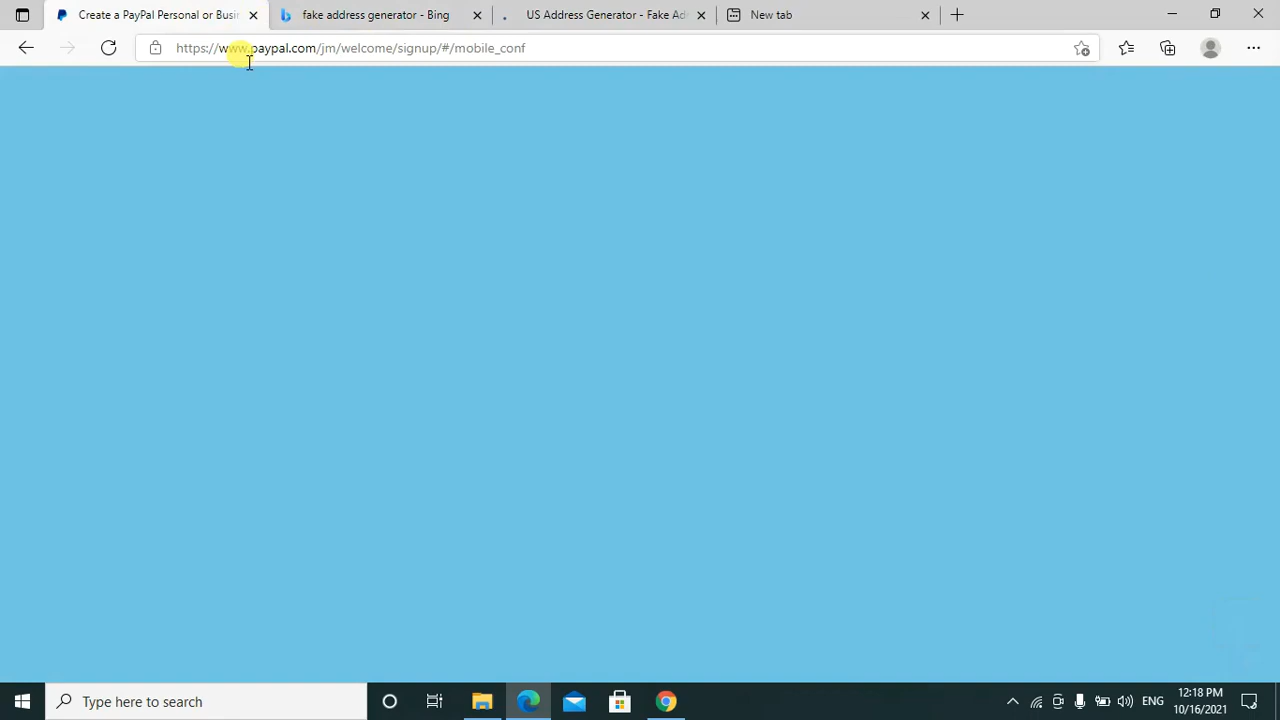 Create a PayPal Personal or Busin
fake address generator - Bing
US Address Generator - Fake Ad
New tab
https://www.paypal.com/jm/welcome/signup/#/mobile_conf
Type here to search
ENG
12:18 PM
10/16/2021